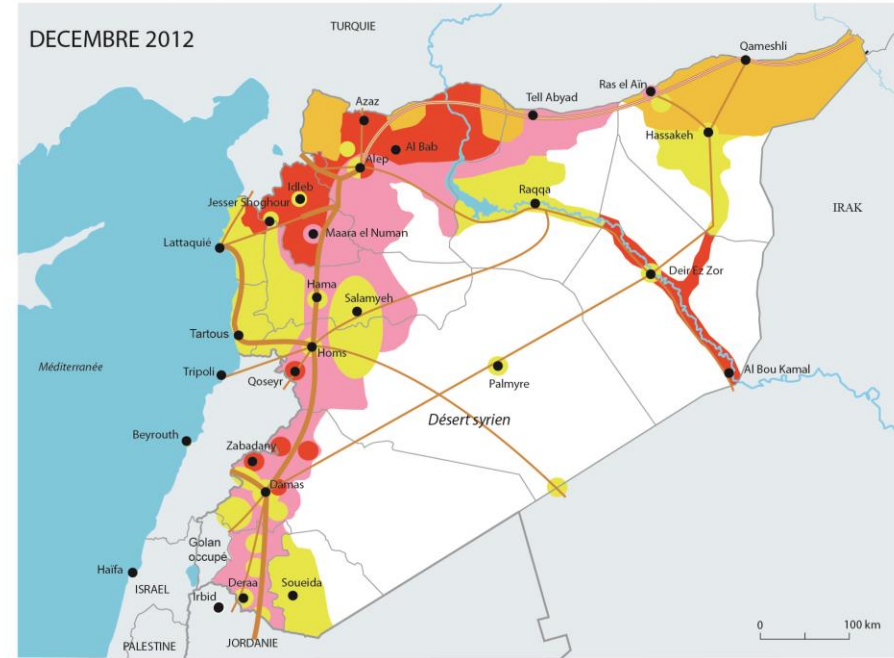 DECEMBRE 2012
TURQUIE
Qameshli
Ras el Aïn
Azaz
Tell Abyad
Al Bab
Hassakeh
Alep
Idleb
Raqqa
Jesser Shoghour
IRAK
Maara el Numan
Lattaquié
Deir Ez Zor
Hama
Salamyeh
Tartous
Homs
Méditerranée
Tripoli
Qoseyr
Palmyre
Al Bou Kamal
Désert syrien
Beyrouth
Zabadany
Damas
Golan
occupé
Haïfa
ISRAEL
Deraa
Soueida
Irbid
PALESTINE
JORDANIE
0
100 km